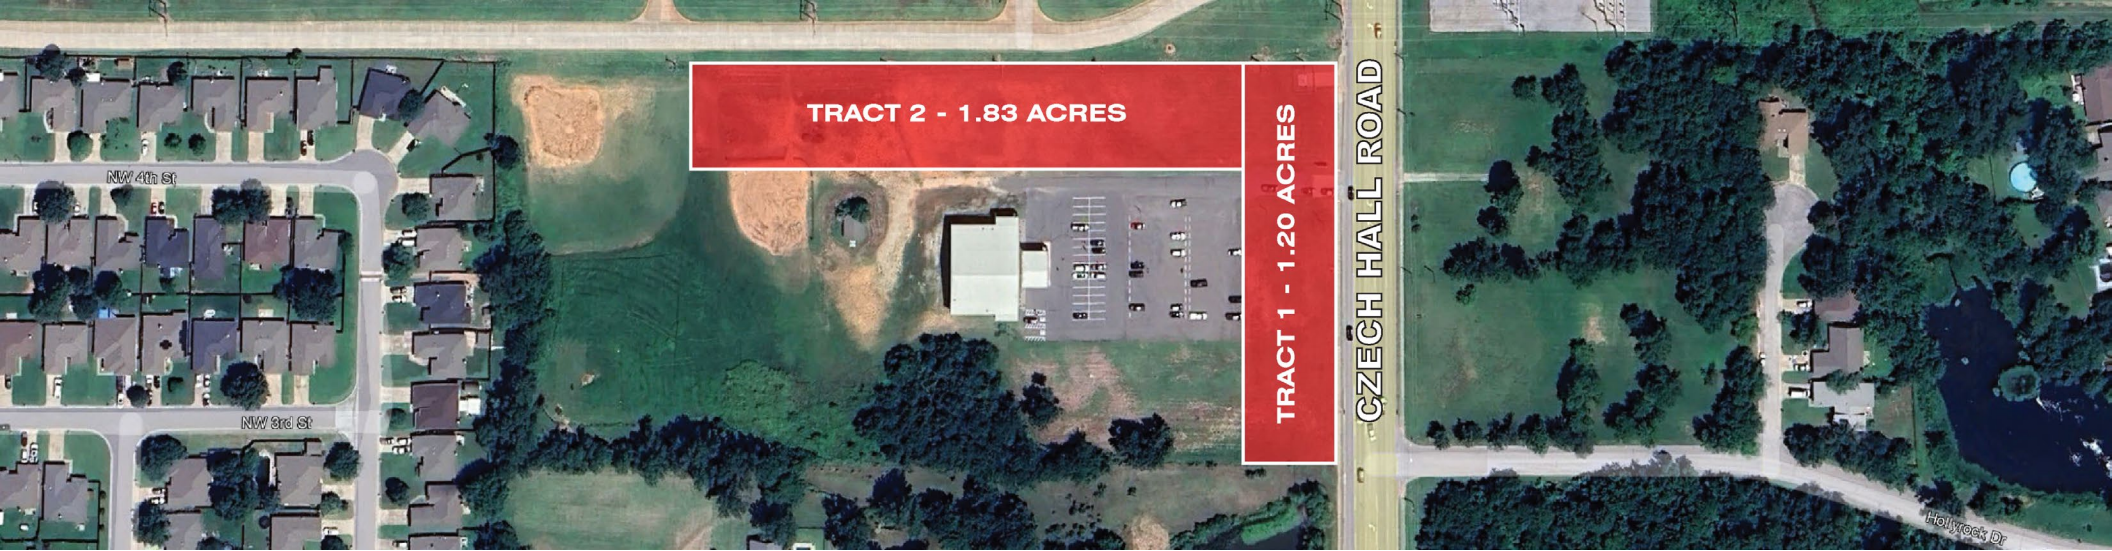 TRACT 2 - 1.83 ACRES
TRACT 1 - 1.20 ACRES
CZECH HALL ROAD
NW 4th St
NW 3rd St
Hollyrock Dr